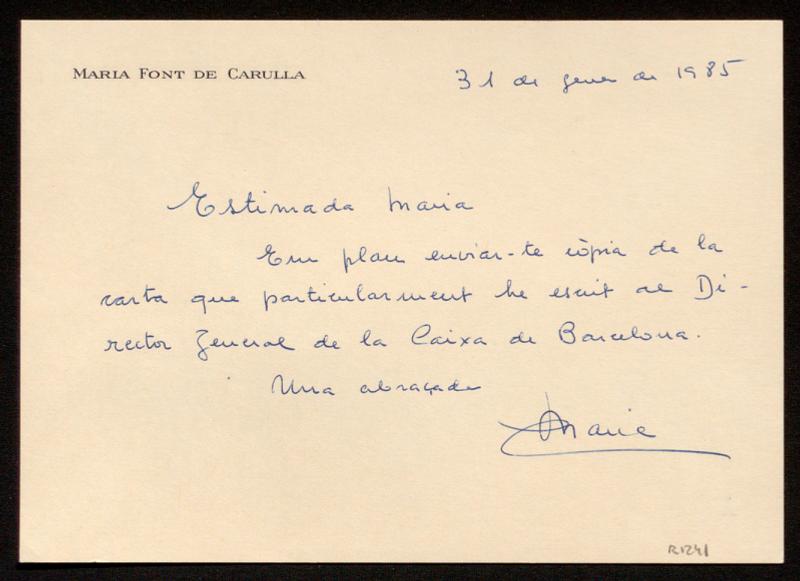 MARIA FONT DE CARULLA
31 de gener de 1985
Estimada Maria
Em plau enviar-te còpia de la
carta que particularment he escrit al Di-
rector General de la Caixa de Barcelona.
Una abraçada
Maria
R1241